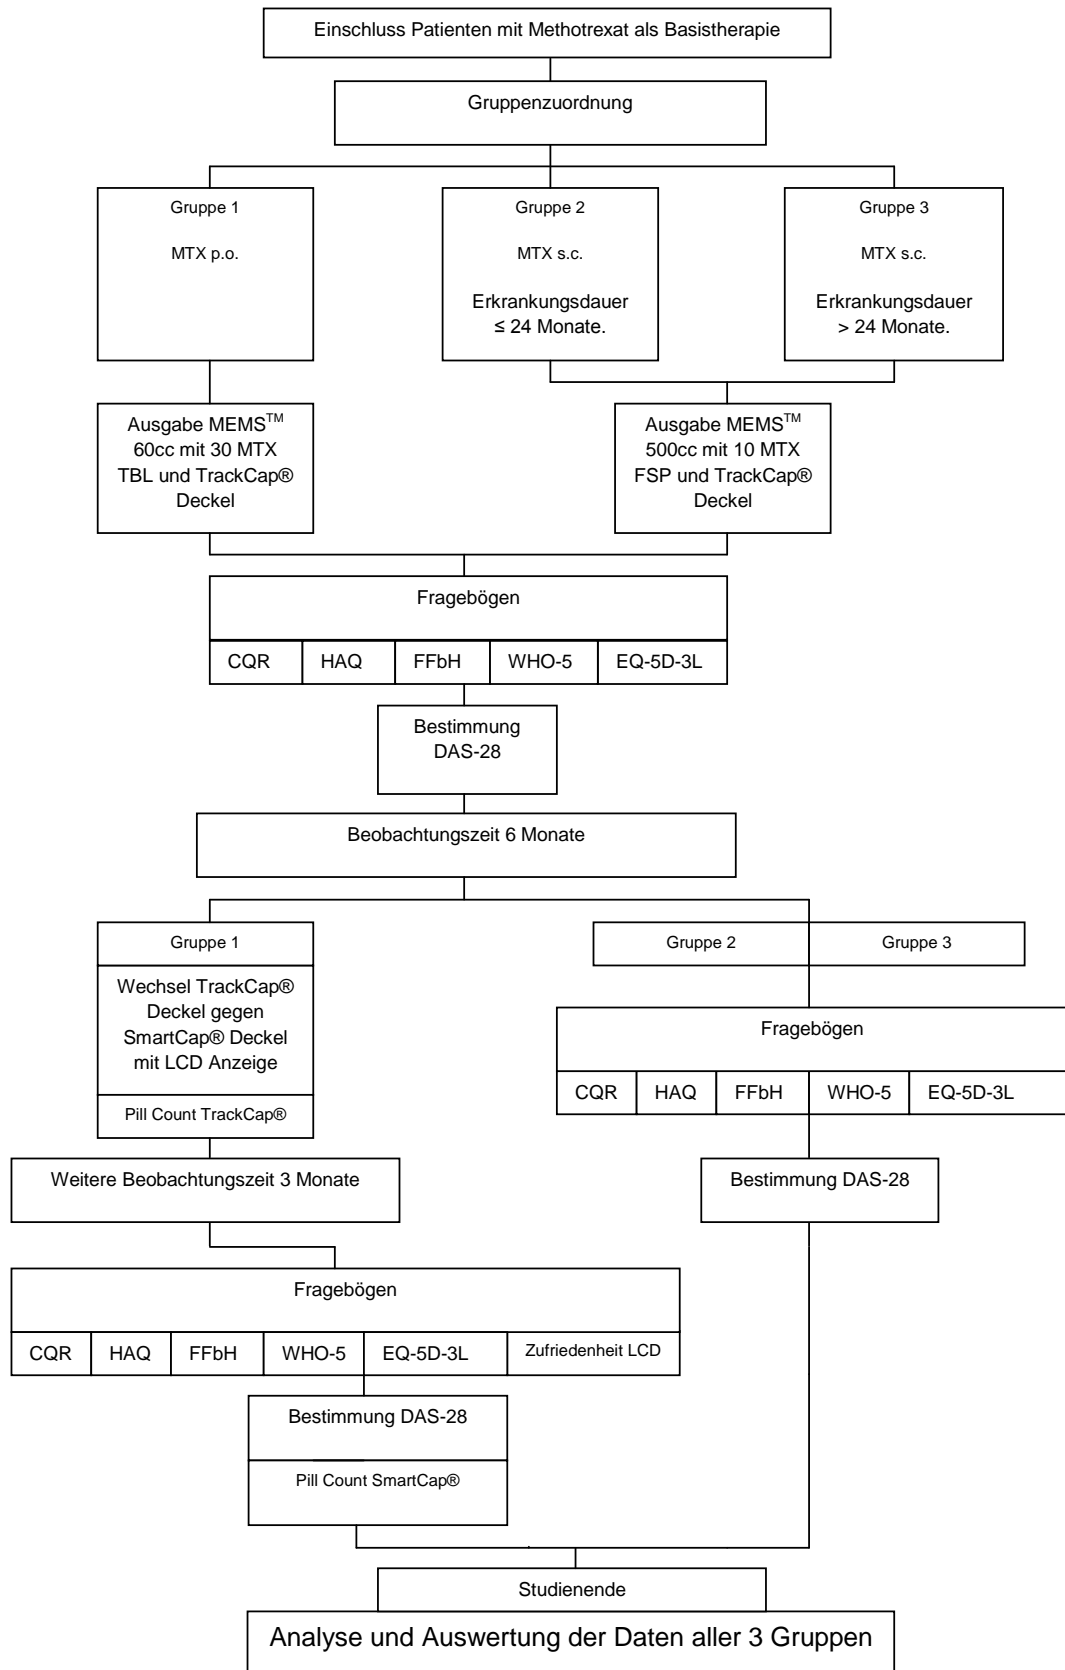 Einschluss Patienten mit Methotrexat als Basistherapie
Gruppenzuordnung
Gruppe 1
MTX p.o.
Gruppe 2
MTX s.c.
Erkrankungsdauer
≤ 24 Monate.
Gruppe 3
MTX s.c.
Erkrankungsdauer
> 24 Monate.
Ausgabe MEMS™
60cc mit 30 MTX
TBL und TrackCap®
Deckel
Ausgabe MEMS™
500cc mit 10 MTX
FSP und TrackCap®
Deckel
Fragebögen
CQR HAQ FFbH WHO-5 EQ-5D-3L
Bestimmung
DAS-28
Beobachtungszeit 6 Monate
Gruppe 1
Wechsel TrackCap®
Deckel gegen
SmartCap® Deckel
mit LCD Anzeige
Pill Count TrackCap®
Weitere Beobachtungszeit 3 Monate
Fragebögen
CQR HAQ FFbH WHO-5 EQ-5D-3L Zufriedenheit LCD
Bestimmung DAS-28
Pill Count SmartCap®
Gruppe 2 Gruppe 3
Fragebögen
CQR HAQ FFbH WHO-5 EQ-5D-3L
Bestimmung DAS-28
Studienende
Analyse und Auswertung der Daten aller 3 Gruppen